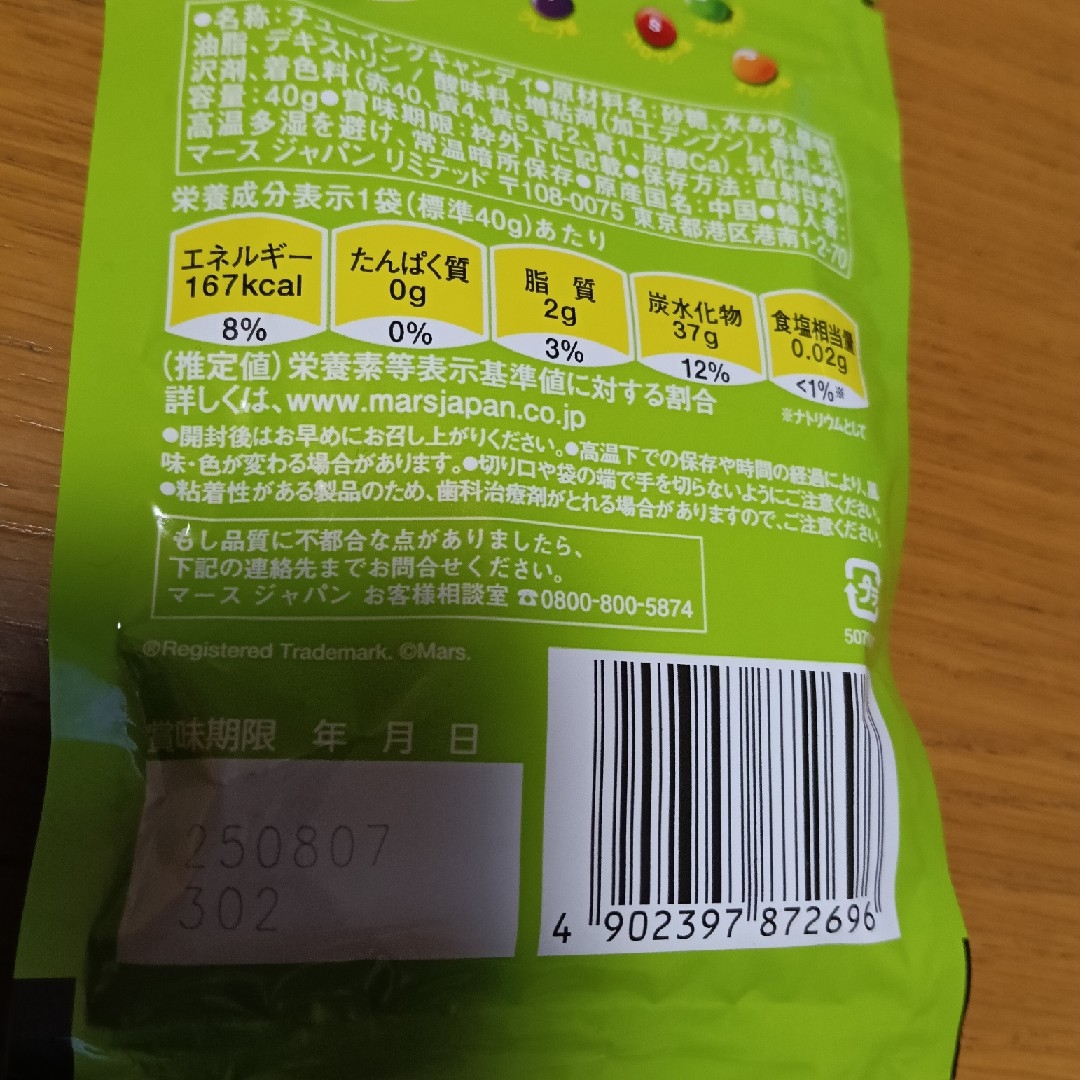 ●名称:チューイングキャンディ●原材料名:砂糖、水あめ、植物
油脂、デキストリン/酸味料、増粘剤(加工デンプン)、香料、光
沢剤、着色料(赤40、黄4、黄5、青2、青1、炭酸Ca)、乳化剤●内
容量:40g●賞味期限:枠外下に記載●保存方法:直射日光、
高温多湿を避け、常温暗所保存●原産国名:中国●輸入者:
マース ジャパン リミテッド 〒108-0075 東京都港区港南1-2-70
栄養成分表示1袋(標準40g)あたり
エネルギー
167kcal
8%
たんぱく質
0g
0%
脂質
2g
3%
炭水化物
37g
12%
食塩相当量
0.02g
<1%※
(推定値)栄養素等表示基準値に対する割合
※ナトリウムとして
詳しくは、www.marsjapan.co.jp
●開封後はお早めにお召し上がりください。●高温下での保存や時間の経過により、風
味・色が変わる場合があります。●切り口や袋の端で手を切らないようにご注意ください。
●粘着性がある製品のため、歯科治療剤がとれる場合がありますので、ご注意ください。
もし品質に不都合な点がありましたら、
下記の連絡先までお問合せください。
マース ジャパン お客様相談室 ☎0800-800-5874
プラ
®Registered Trademark. ©Mars.
賞味期限 年 月 日
250807
302
4 902397 872696